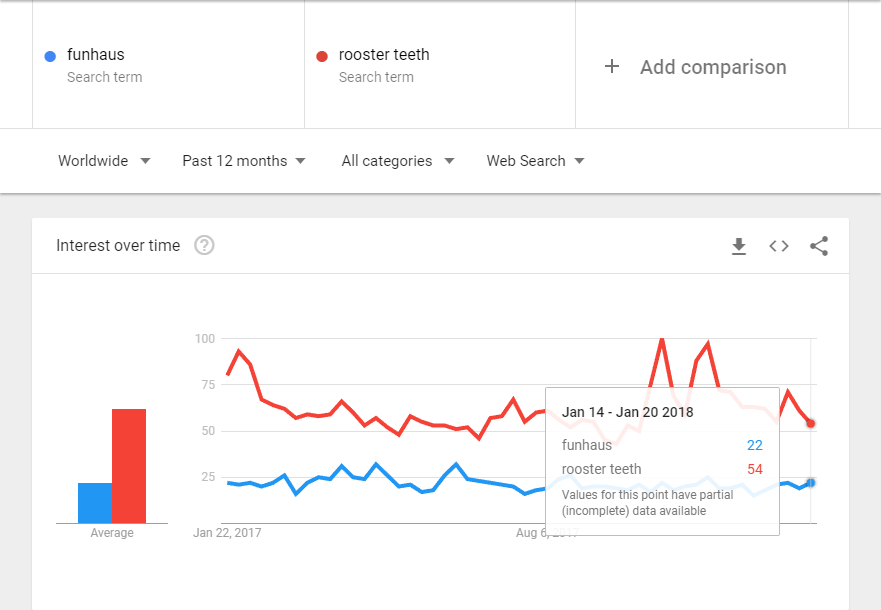 funhaus
Search term
rooster teeth
Search term
+ Add comparison
Worldwide
Past 12 months
All categories
Web Search
Interest over time ?
100
75
50
25
Jan 14 - Jan 20 2018
funhaus 22
rooster teeth 54
Values for this point have partial
(incomplete) data available
Average
Jan 22, 2017
Aug 6, 2017